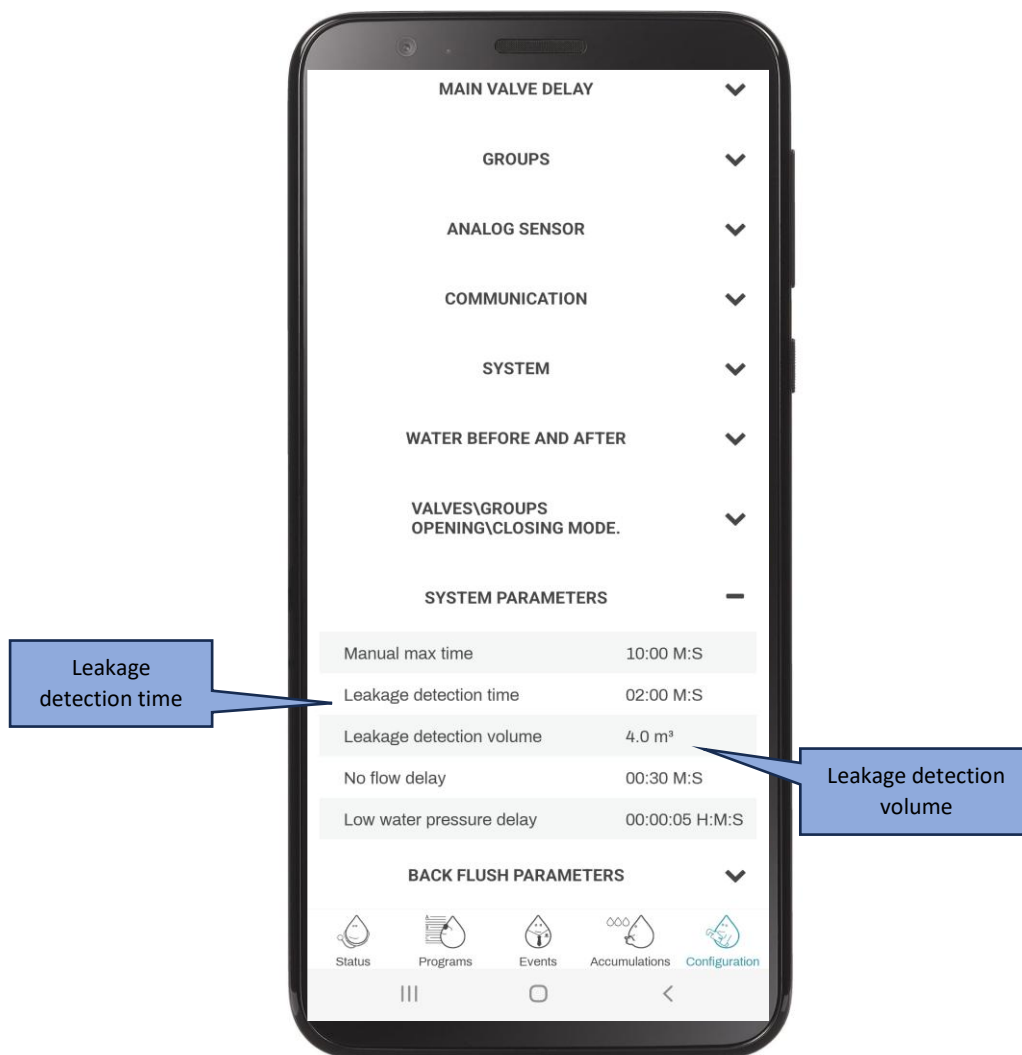 MAIN VALVE DELAY
GROUPS
ANALOG SENSOR
COMMUNICATION
SYSTEM
WATER BEFORE AND AFTER
VALVES\GROUPS
OPENING\CLOSING MODE.
SYSTEM PARAMETERS
Manual max time 10:00 M:S
Leakage detection time 02:00 M:S
Leakage detection volume 4.0 m³
No flow delay 00:30 M:S
Low water pressure delay 00:00:05 H:M:S
BACK FLUSH PARAMETERS
Status Programs Events Accumulations Configuration
Leakage
detection time
Leakage detection
volume